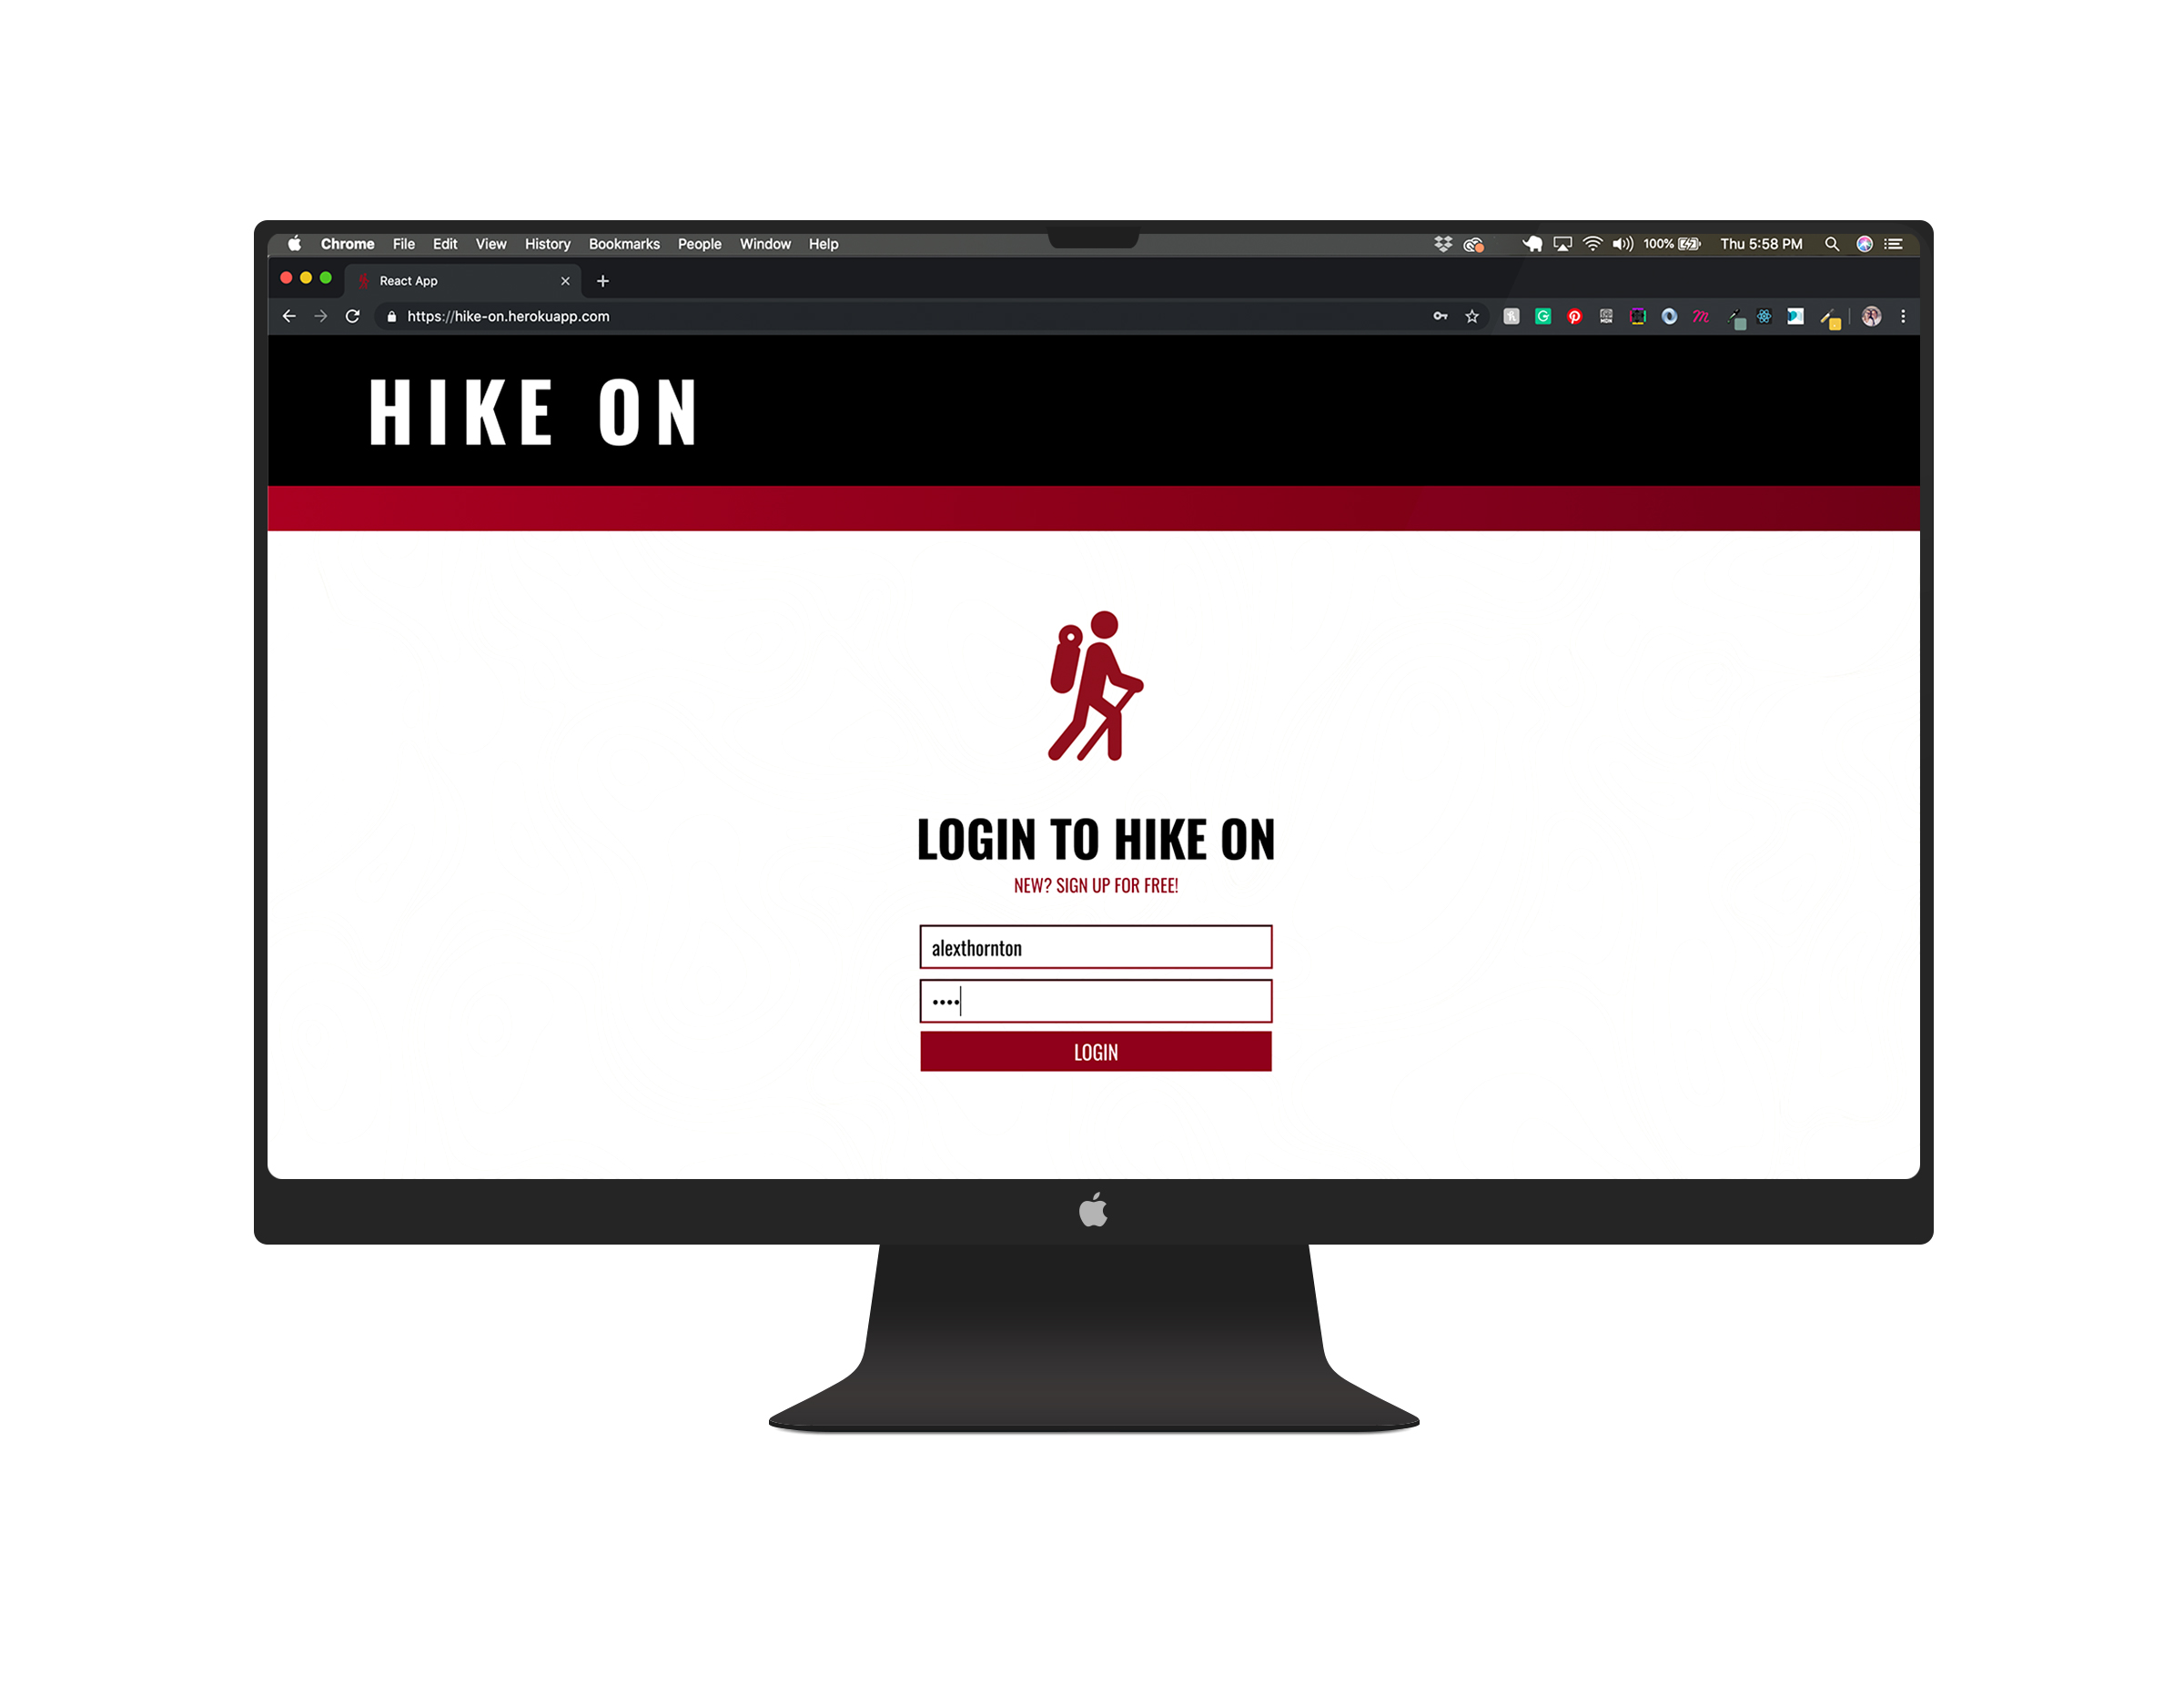 Chrome File Edit View History Bookmarks People Window Help 100% Thu 5:58 PM
React App
https://hike-on.herokuapp.com
HIKE ON
LOGIN TO HIKE ON
NEW? SIGN UP FOR FREE!
alexthornton
••••
LOGIN